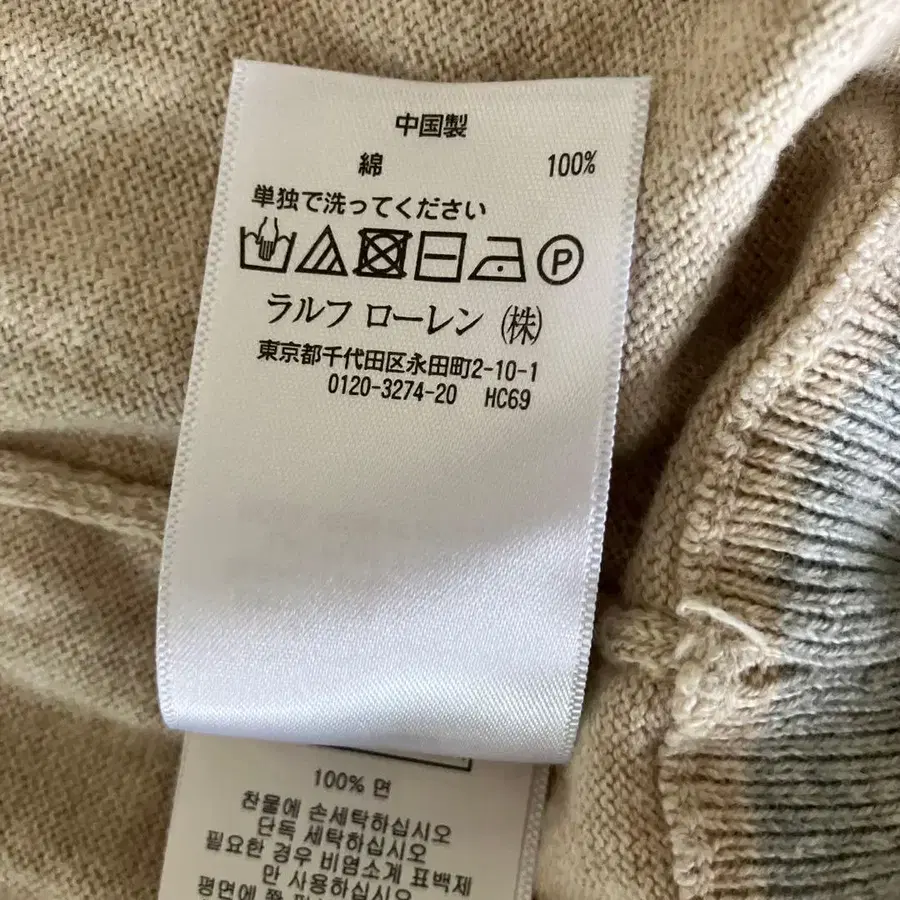 中国製
綿 100%
単独で洗ってください
P
ラルフ ローレン (株)
東京都千代田区永田町2-10-1
0120-3274-20 HC69
100% 면
찬물에 손세탁하십시오
단독 세탁하십시오
필요한 경우 비염소계 표백제
만 사용하십시오
평면에